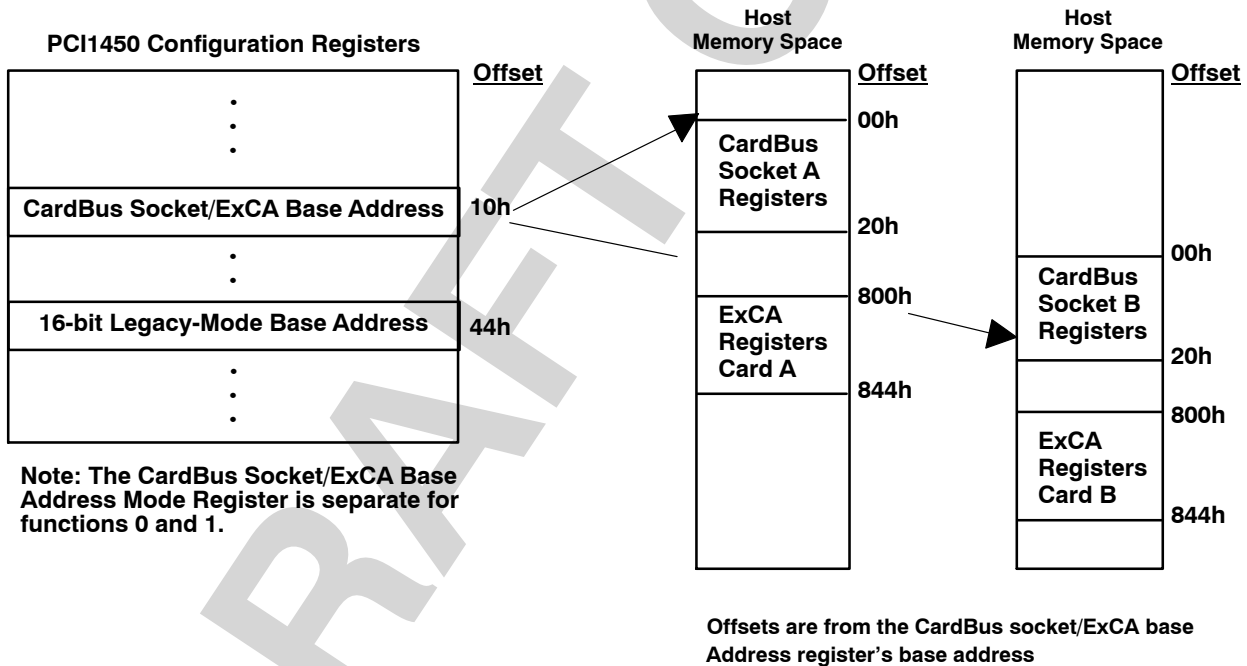 PCI1450 Configuration Registers
Offset
.
.
.
CardBus Socket/ExCA Base Address
10h
.
.
16-bit Legacy-Mode Base Address
44h
.
.
.
Note: The CardBus Socket/ExCA Base
Address Mode Register is separate for
functions 0 and 1.
Host
Memory Space
Offset
00h
CardBus
Socket A
Registers
20h
800h
ExCA
Registers
Card A
844h
Host
Memory Space
Offset
00h
CardBus
Socket B
Registers
20h
800h
ExCA
Registers
Card B
844h
Offsets are from the CardBus socket/ExCA base
Address register's base address
RAFT